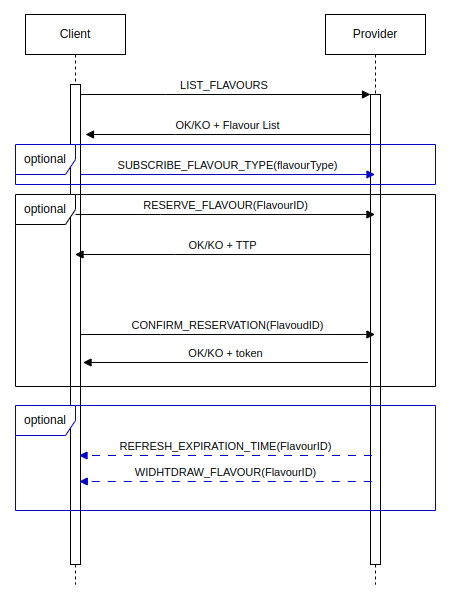 Client
Provider
LIST_FLAVOURS
OK/KO + Flavour List
optional
SUBSCRIBE_FLAVOUR_TYPE(flavourType)
optional
RESERVE_FLAVOUR(FlavourID)
OK/KO + TTP
CONFIRM_RESERVATION(FlavoudID)
OK/KO + token
optional
REFRESH_EXPIRATION_TIME(FlavourID)
WIDHTDRAW_FLAVOUR(FlavourID)